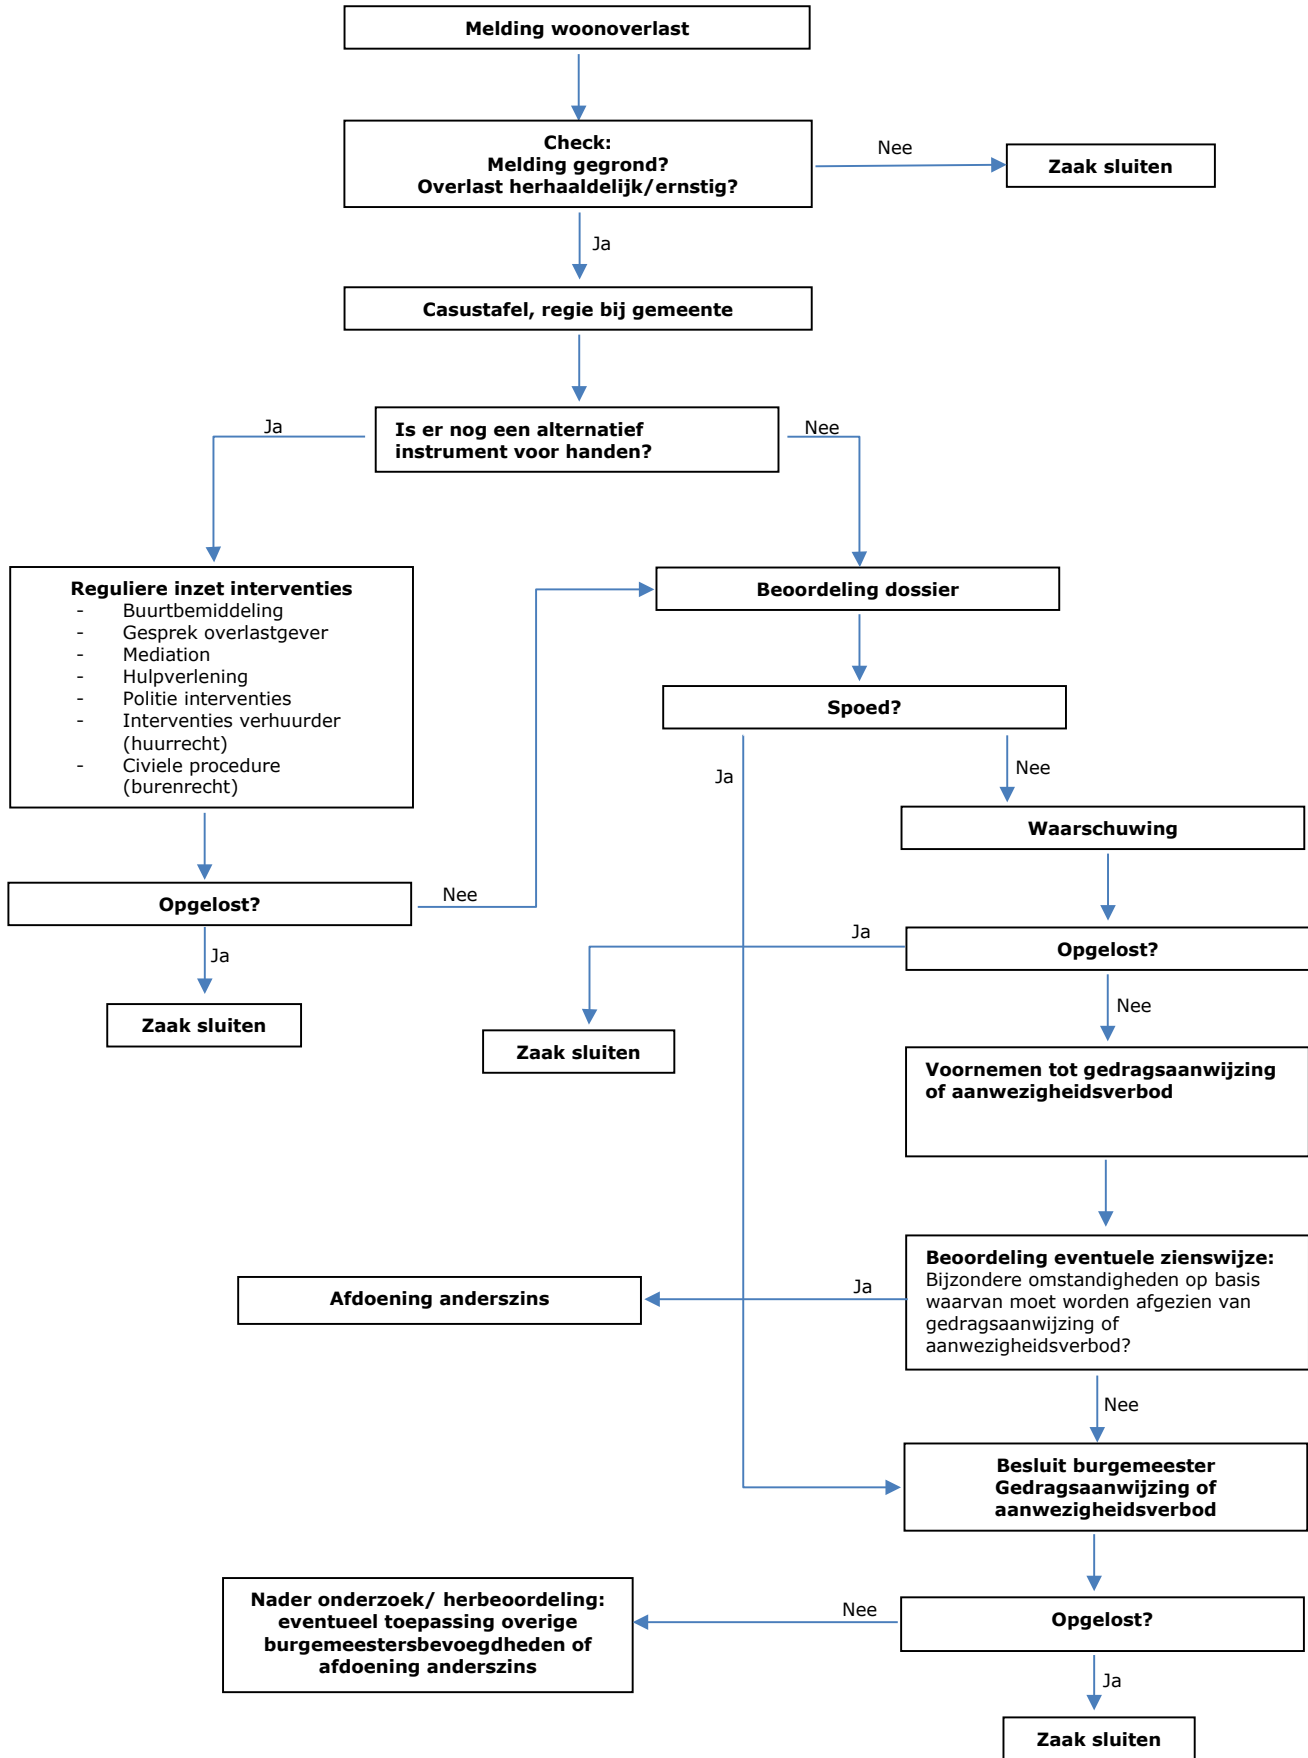 Melding woonoverlast
Check:
Melding gegrond?
Overlast herhaaldelijk/ernstig?
Nee
Zaak sluiten
Ja
Casustafel, regie bij gemeente
Is er nog een alternatief
instrument voor handen?
Ja
Nee
Reguliere inzet interventies
- Buurtbemiddeling
- Gesprek overlastgever
- Mediation
- Hulpverlening
- Politie interventies
- Interventies verhuurder
(huurrecht)
- Civiele procedure
(burenrecht)
Beoordeling dossier
Spoed?
Ja
Nee
Waarschuwing
Opgelost?
Nee
Ja
Zaak sluiten
Opgelost?
Ja
Zaak sluiten
Nee
Voornemen tot gedragsaanwijzing
of aanwezigheidsverbod
Beoordeling eventuele zienswijze:
Bijzondere omstandigheden op basis
waarvan moet worden afgezien van
gedragsaanwijzing of
aanwezigheidsverbod?
Ja
Afdoening anderszins
Nee
Besluit burgemeester
Gedragsaanwijzing of
aanwezigheidsverbod
Opgelost?
Nee
Nader onderzoek/ herbeoordeling:
eventueel toepassing overige
burgemeestersbevoegdheden of
afdoening anderszins
Ja
Zaak sluiten